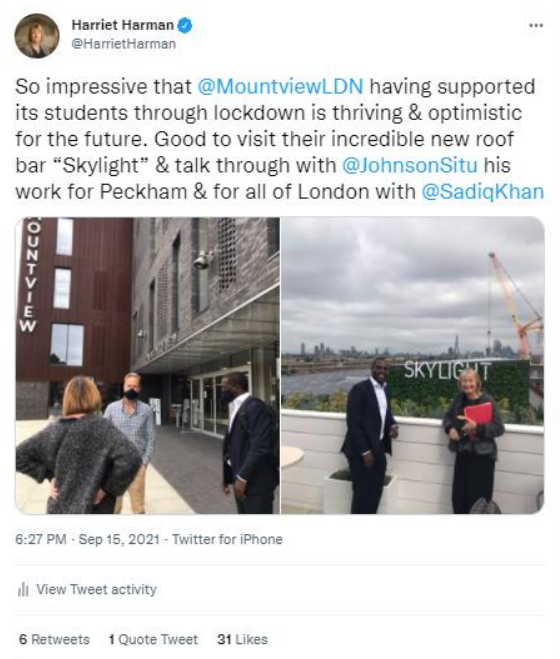 Harriet Harman
@HarrietHarman
So impressive that @MountviewLDN having supported
its students through lockdown is thriving & optimistic
for the future. Good to visit their incredible new roof
bar “Skylight” & talk through with @JohnsonSitu his
work for Peckham & for all of London with @SadiqKhan
MOUNTVIEW
SKYLIGHT
6:27 PM · Sep 15, 2021 · Twitter for iPhone
View Tweet activity
6 Retweets 1 Quote Tweet 31 Likes